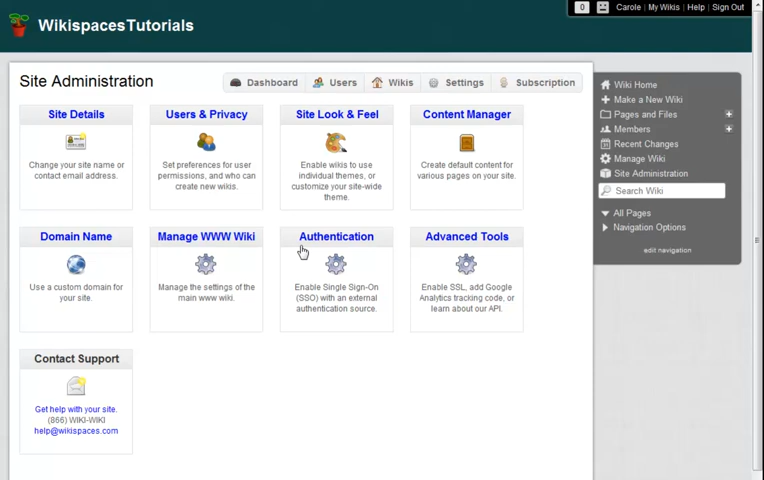 0 Carole | My Wikis | Help | Sign Out
WikispacesTutorials
Site Administration
Dashboard Users Wikis Settings Subscription
Site Details
Change your site name or
contact email address.
Users & Privacy
Set preferences for user
permissions, and who can
create new wikis.
Site Look & Feel
Enable wikis to use
individual themes, or
customize your site-wide
theme.
Content Manager
Create default content for
various pages on your site.
Domain Name
Use a custom domain for
your site.
Manage WWW Wiki
Manage the settings of the
main www wiki.
Authentication
Enable Single Sign-On
(SSO) with an external
authentication source.
Advanced Tools
Enable SSL, add Google
Analytics tracking code, or
learn about our API.
Contact Support
Get help with your site.
(866) WIKI-WIKI
help@wikispaces.com
Wiki Home
Make a New Wiki
Pages and Files
Members
Recent Changes
Manage Wiki
Site Administration
Search Wiki
All Pages
Navigation Options
edit navigation